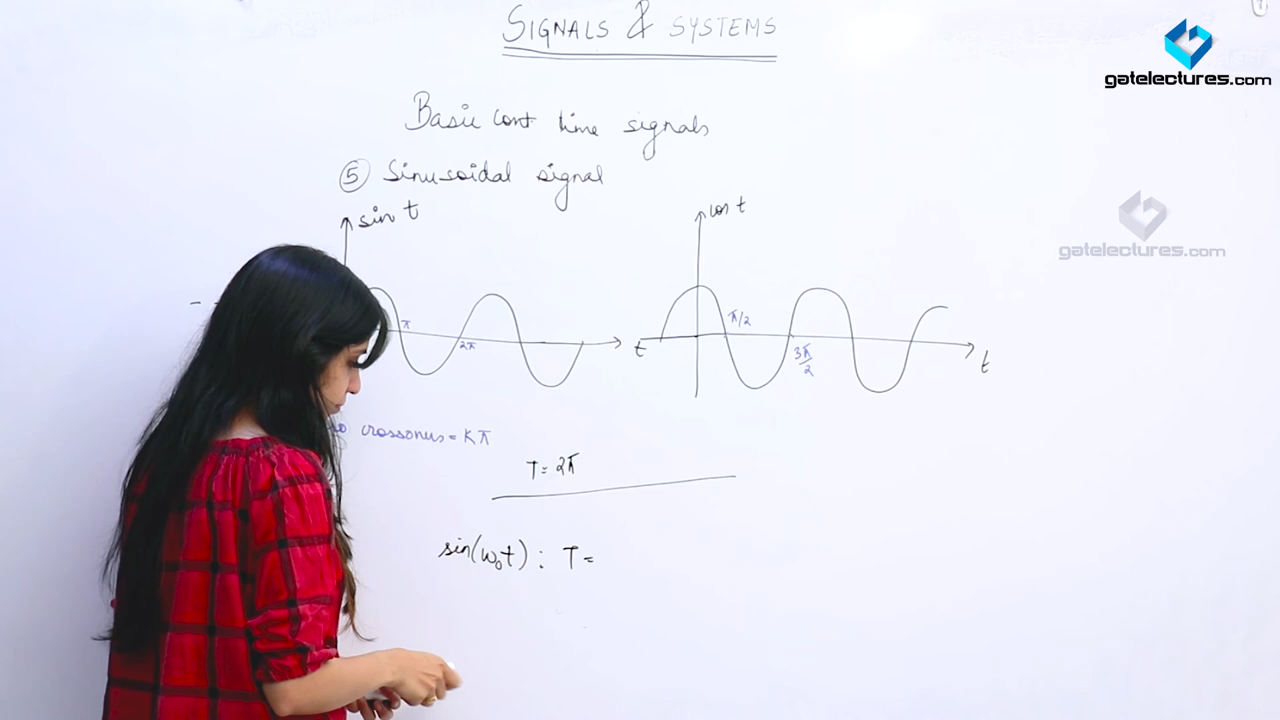 SIGNALS & SYSTEMS
gatelectures.com
Basic cont time signals
⑤ Sinusoidal signal
sin t
cos t
gatelectures.com
π
2π
t
π/2
3π/2
t
crossonus = Kπ
T = 2π
sin(ω₀t) : T =